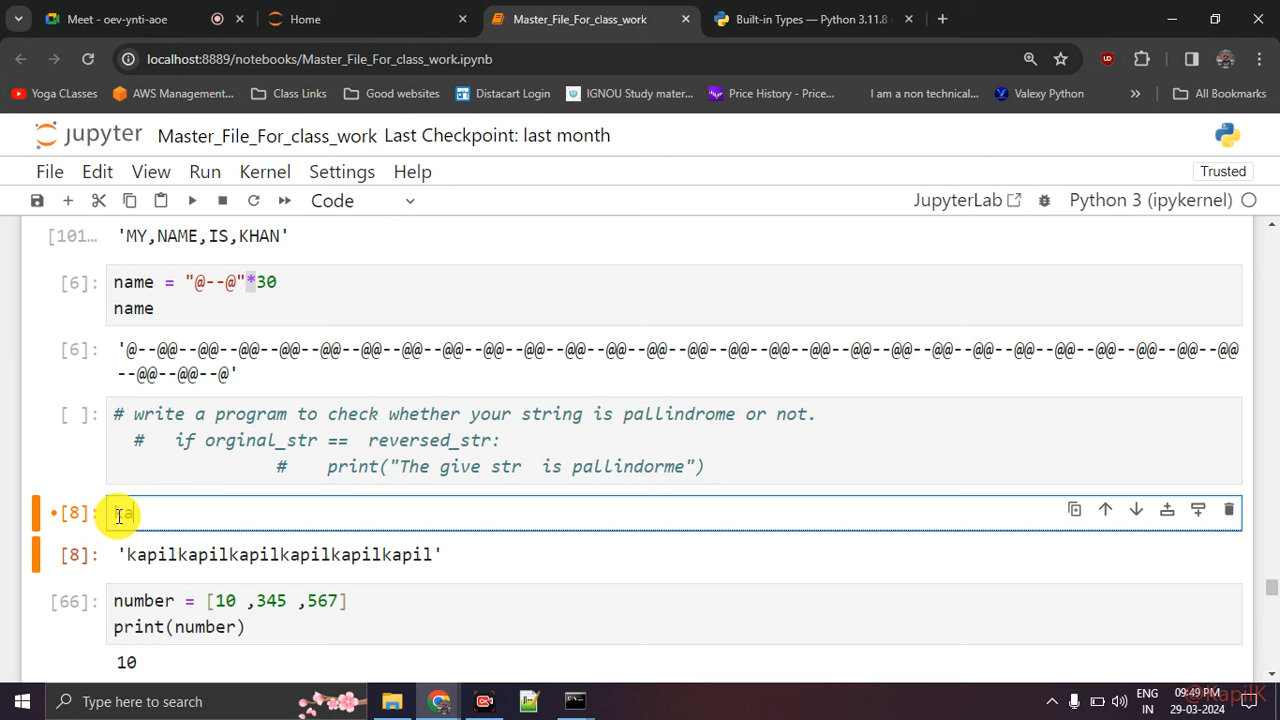 Meet - oev-ynti-aoe
Home
Master_File_For_class_work
Built-in Types — Python 3.11.8
localhost:8889/notebooks/Master_File_For_class_work.ipynb
Yoga ClAsses
AWS Management...
Class Links
Good websites
Distacart Login
IGNOU Study mater...
Price History - Price...
I am a non technical...
Valexy Python
All Bookmarks
jupyter Master_File_For_class_work Last Checkpoint: last month
File Edit View Run Kernel Settings Help
Trusted
Code
JupyterLab
Python 3 (ipykernel)
[101... 'MY,NAME,IS,KHAN'
[6]: name = "@--@"*30
name
[6]: '@--@@--@@--@@--@@--@@--@@--@@--@@--@@--@@--@@--@@--@@--@@--@@--@@--@@--@@--@@--@@--@@--@@--@@--@@--@@--@@--@@
--@@--@@--@'
[ ]: # write a program to check whether your string is pallindrome or not.
# if orginal_str == reversed_str:
# print("The give str is pallindorme")
[8]: ka
[8]: 'kapilkapilkapilkapilkapilkapil'
[66]: number = [10 ,345 ,567]
print(number)
10
Type here to search
ENG
IN
09:49 PM
29-03-2024
@KapilK